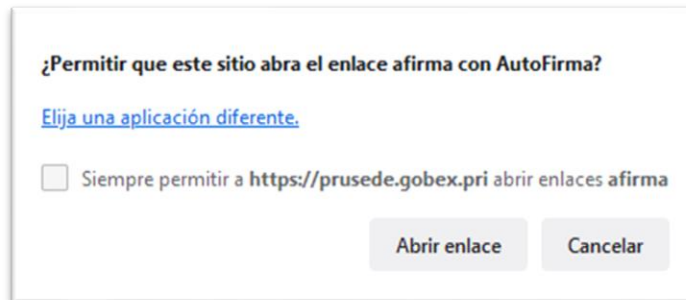 ¿Permitir que este sitio abra el enlace afirma con AutoFirma?
Elija una aplicación diferente.
Siempre permitir a https://prusede.gobex.pri abrir enlaces afirma
Abrir enlace
Cancelar